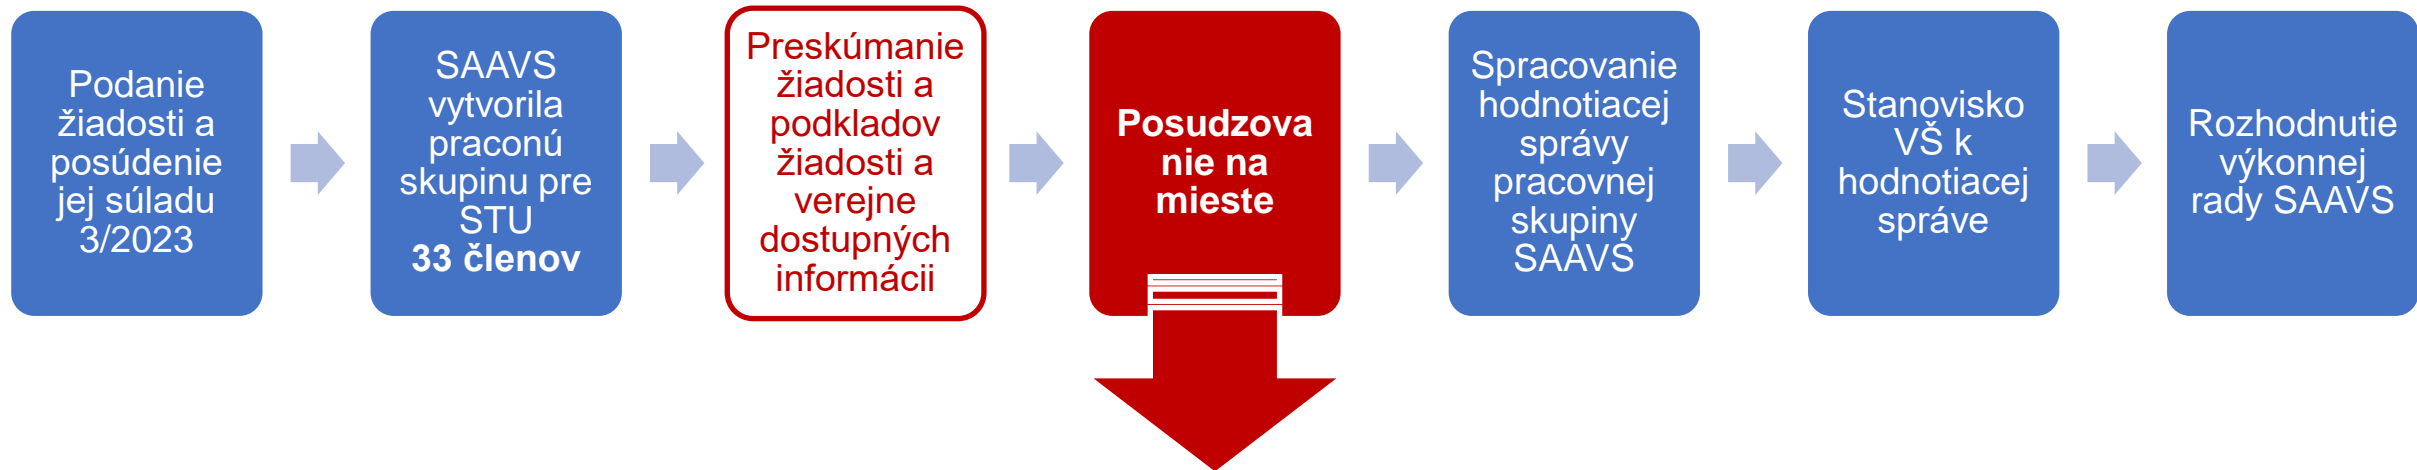 Podanie
žiadosti a
posúdenie
jej súladu
3/2023
SAAVS
vytvorila
praconú
skupinu pre
STU
33 členov
Preskúmanie
žiadosti a
podkladov
žiadosti a
verejne
dostupných
informácii
Posudzova
nie na
mieste
Spracovanie
hodnotiacej
správy
pracovnej
skupiny
SAAVS
Stanovisko
VŠ k
hodnotiacej
správe
Rozhodnutie
výkonnej
rady SAAVS